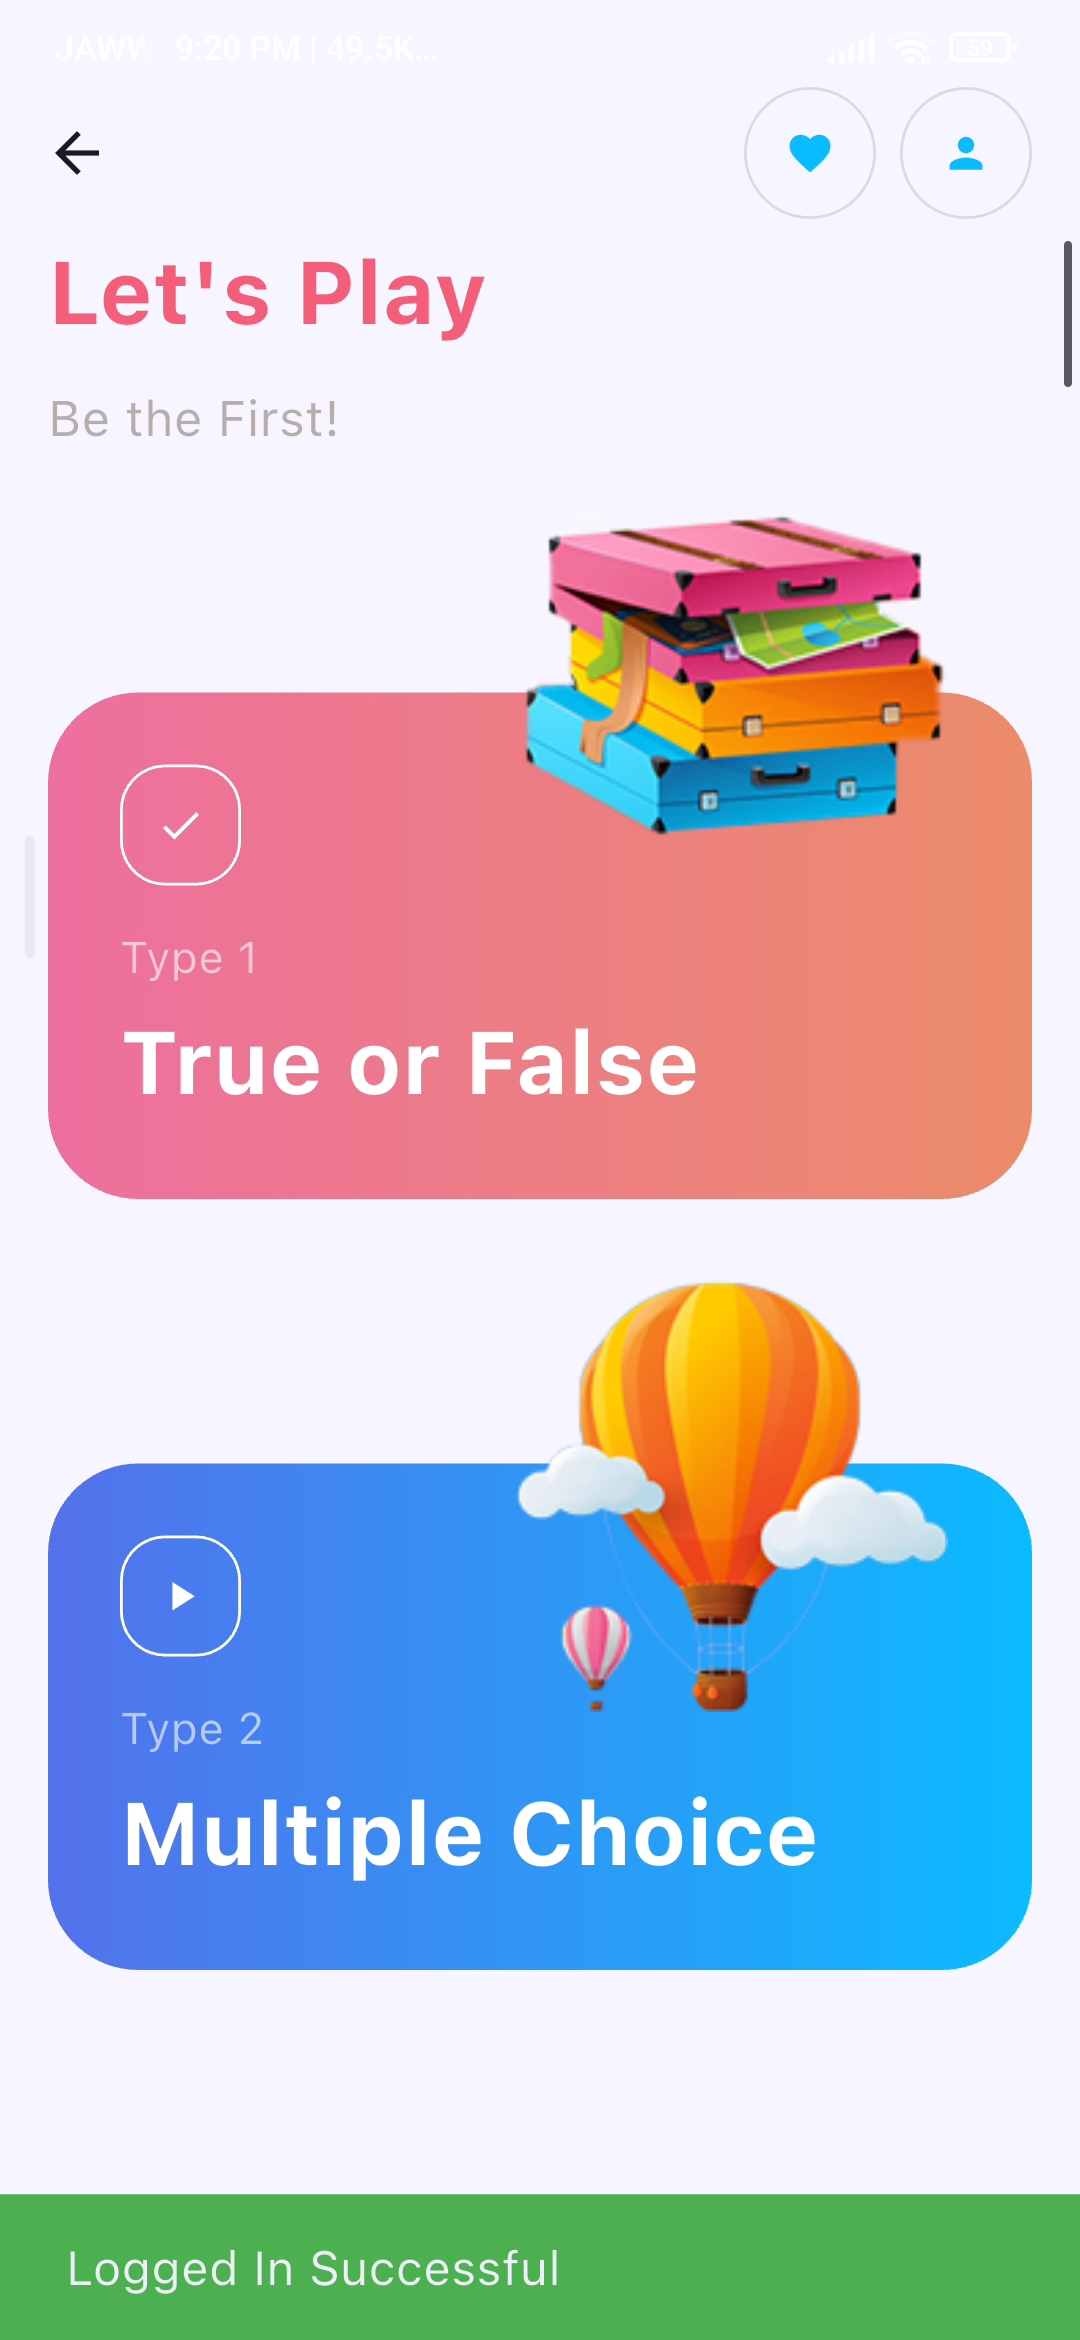 JAWW 9:20 PM | 49.5K...
59
Let's Play
Be the First!
Type 1
True or False
Type 2
Multiple Choice
Logged In Successful